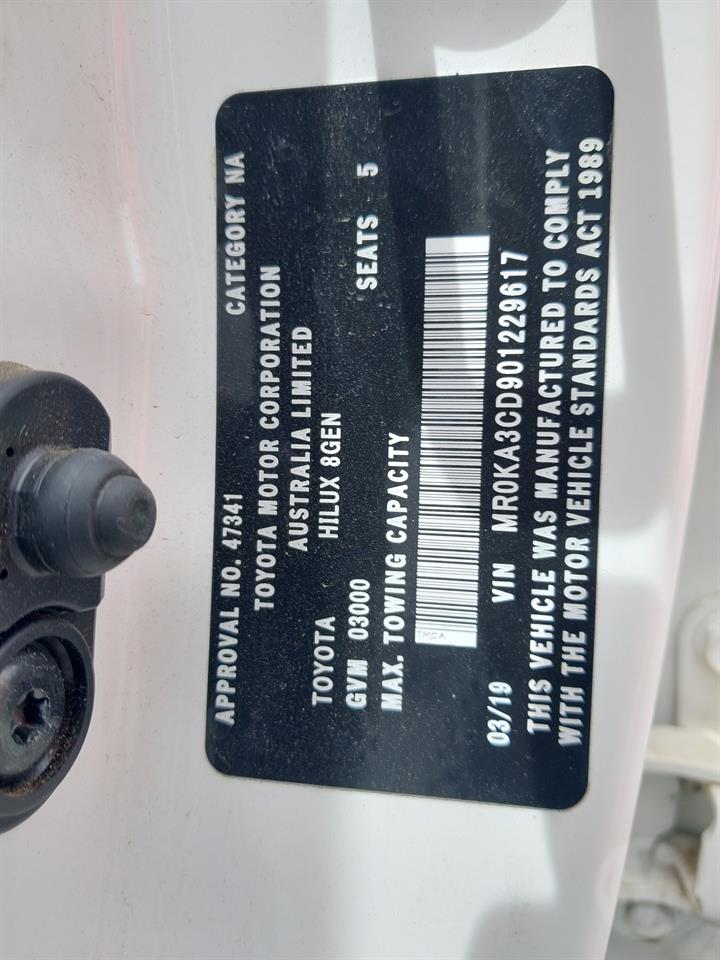 APPROVAL NO. 47341 CATEGORY NA
TOYOTA MOTOR CORPORATION
AUSTRALIA LIMITED
TOYOTA HILUX 8GEN
GVM 03000 SEATS 5
MAX. TOWING CAPACITY
TMCA
03/19 VIN MR0KA3CD901229617
THIS VEHICLE WAS MANUFACTURED TO COMPLY
WITH THE MOTOR VEHICLE STANDARDS ACT 1989